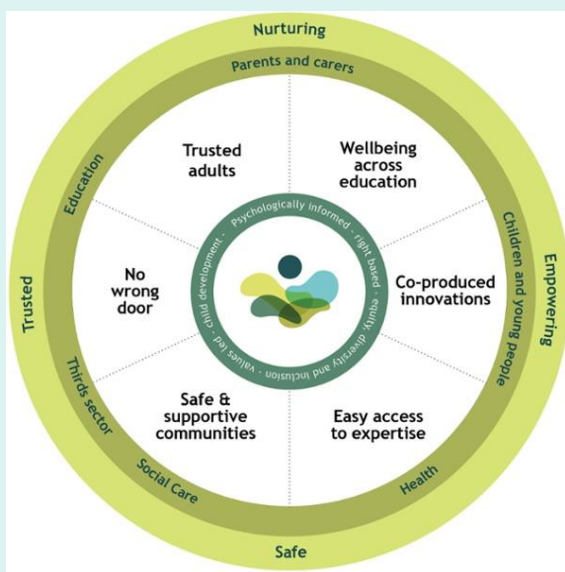 Nurturing
Parents and carers
Education
Trusted
adults
Wellbeing
across
education
Children and young people
Empowering
Trusted
No
wrong
door
Psychologically informed - right based - equity, diversity and inclusion - values led - child development -
Co-produced
innovations
Thirds sector
Safe &
supportive
communities
Easy access
to expertise
Social Care
Health
Safe